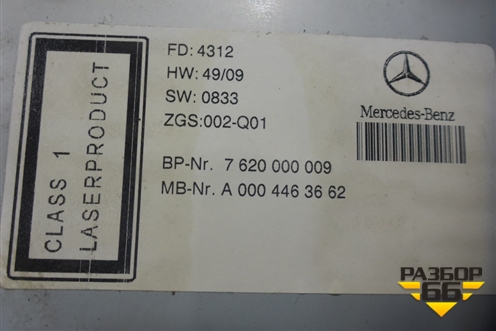 CLASS 1
LASERPRODUCT
FD: 4312
HW: 49/09
SW: 0833
ZGS:002-Q01
BP-Nr. 7 620 000 009
MB-Nr. A 000 446 36 62
Mercedes-Benz
РАЗБОР
66